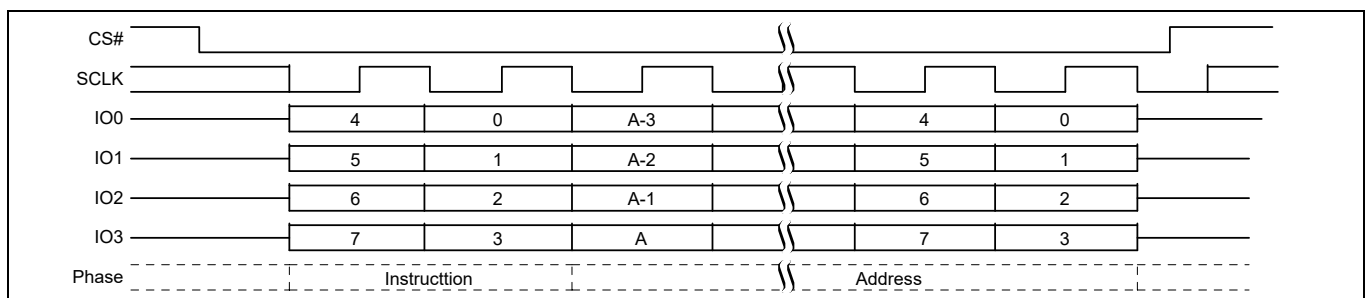 CS#
SCLK
IO0 4 0 A-3 4 0
IO1 5 1 A-2 5 1
IO2 6 2 A-1 6 2
IO3 7 3 A 7 3
Phase Instructtion Address